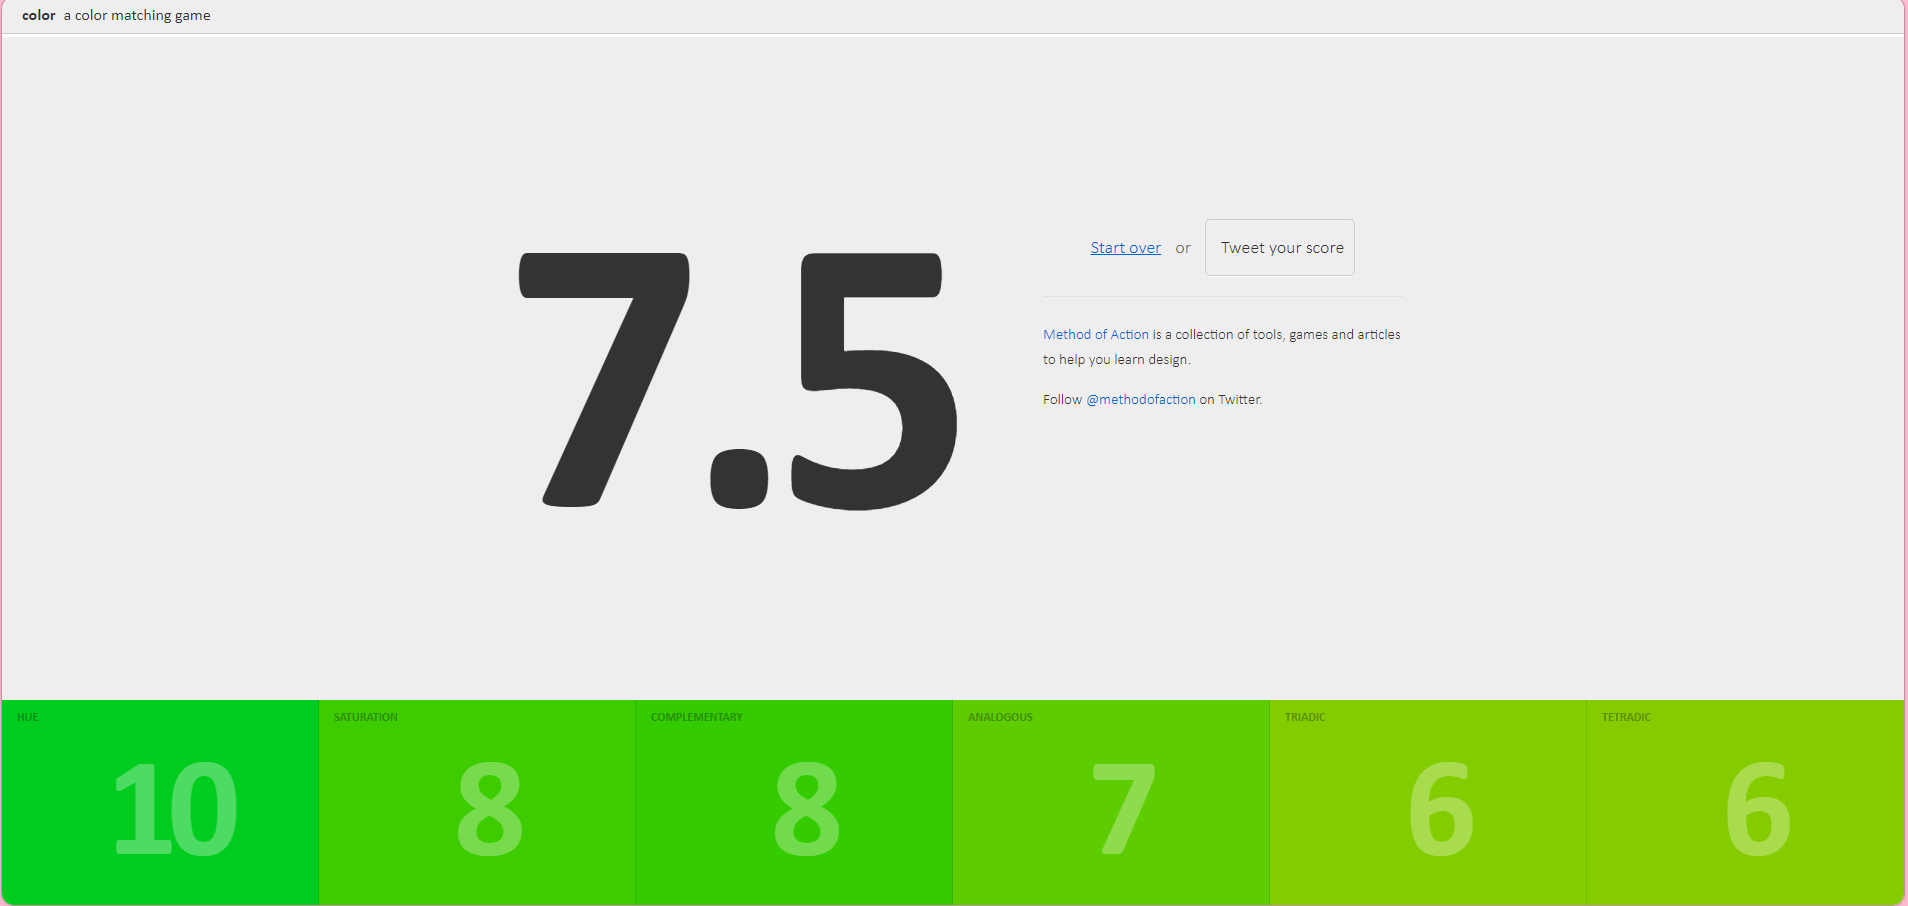 color a color matching game
7.5
Start over or Tweet your score
Method of Action is a collection of tools, games and articles
to help you learn design.
Follow @methodofaction on Twitter.
HUE
10
SATURATION
8
COMPLEMENTARY
8
ANALOGOUS
7
TRIADIC
6
TETRADIC
6